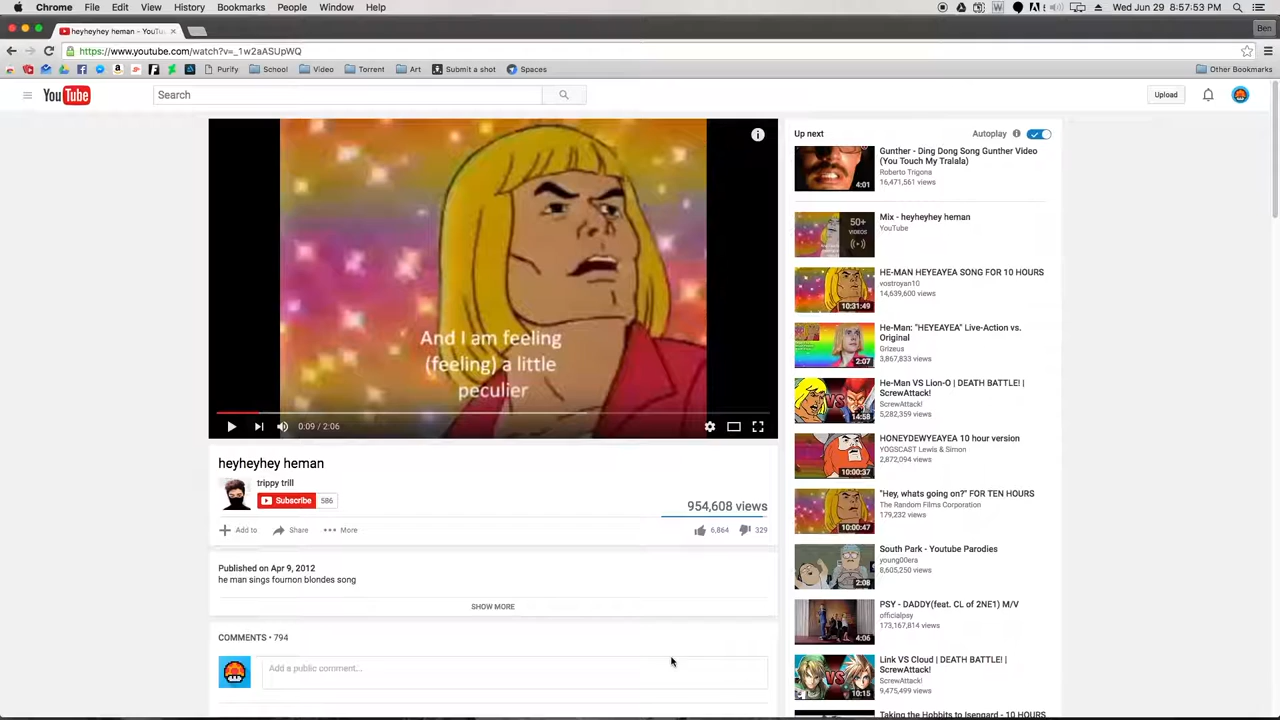 Chrome File Edit View History Bookmarks People Window Help
Wed Jun 29 8:57:53 PM
heyheyhey heman - YouTu
Ben
https://www.youtube.com/watch?v=_1w2aASUpWQ
Purify School Video Torrent Art Submit a shot Spaces Other Bookmarks
YouTube
Search
Upload
And I am feeling
(feeling) a little
peculier
0:09 / 2:06
heyheyhey heman
trippy trill
Subscribe 586
954,608 views
Add to Share More
6,864 329
Published on Apr 9, 2012
he man sings fournon blondes song
SHOW MORE
COMMENTS • 794
Add a public comment...
Up next
Autoplay
Gunther - Ding Dong Song Gunther Video
(You Touch My Tralala)
Roberto Trigona
16,471,561 views
4:01
Mix - heyheyhey heman
YouTube
50+
VIDEOS
HE-MAN HEYEAYEA SONG FOR 10 HOURS
vostroyan10
14,639,600 views
10:31:49
He-Man: "HEYEAYEA" Live-Action vs.
Original
Grizeus
3,867,833 views
2:07
He-Man VS Lion-O | DEATH BATTLE! |
ScrewAttack!
ScrewAttack!
5,282,359 views
VS
14:58
HONEYDEWYEAYEA 10 hour version
YOGSCAST Lewis & Simon
2,872,094 views
10:00:37
"Hey, whats going on?" FOR TEN HOURS
The Random Films Corporation
179,232 views
10:00:47
South Park - Youtube Parodies
young00era
8,605,250 views
2:08
PSY - DADDY(feat. CL of 2NE1) M/V
officialpsy
173,167,814 views
4:06
Link VS Cloud | DEATH BATTLE! |
ScrewAttack!
ScrewAttack!
9,475,499 views
VS
10:15
Taking the Hobbits to Isengard - 10 HOURS